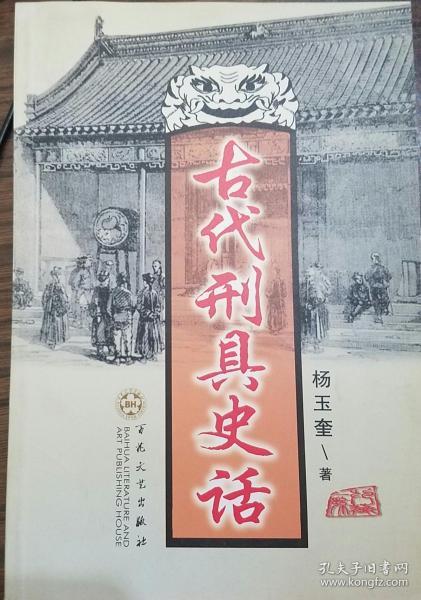 古代刑具史话
杨玉奎\著
BH
百花文艺出版社
BAIHUA LITERATURE AND
ART PUBLISHING HOUSE
孔夫子旧书网
www.kongfz.com